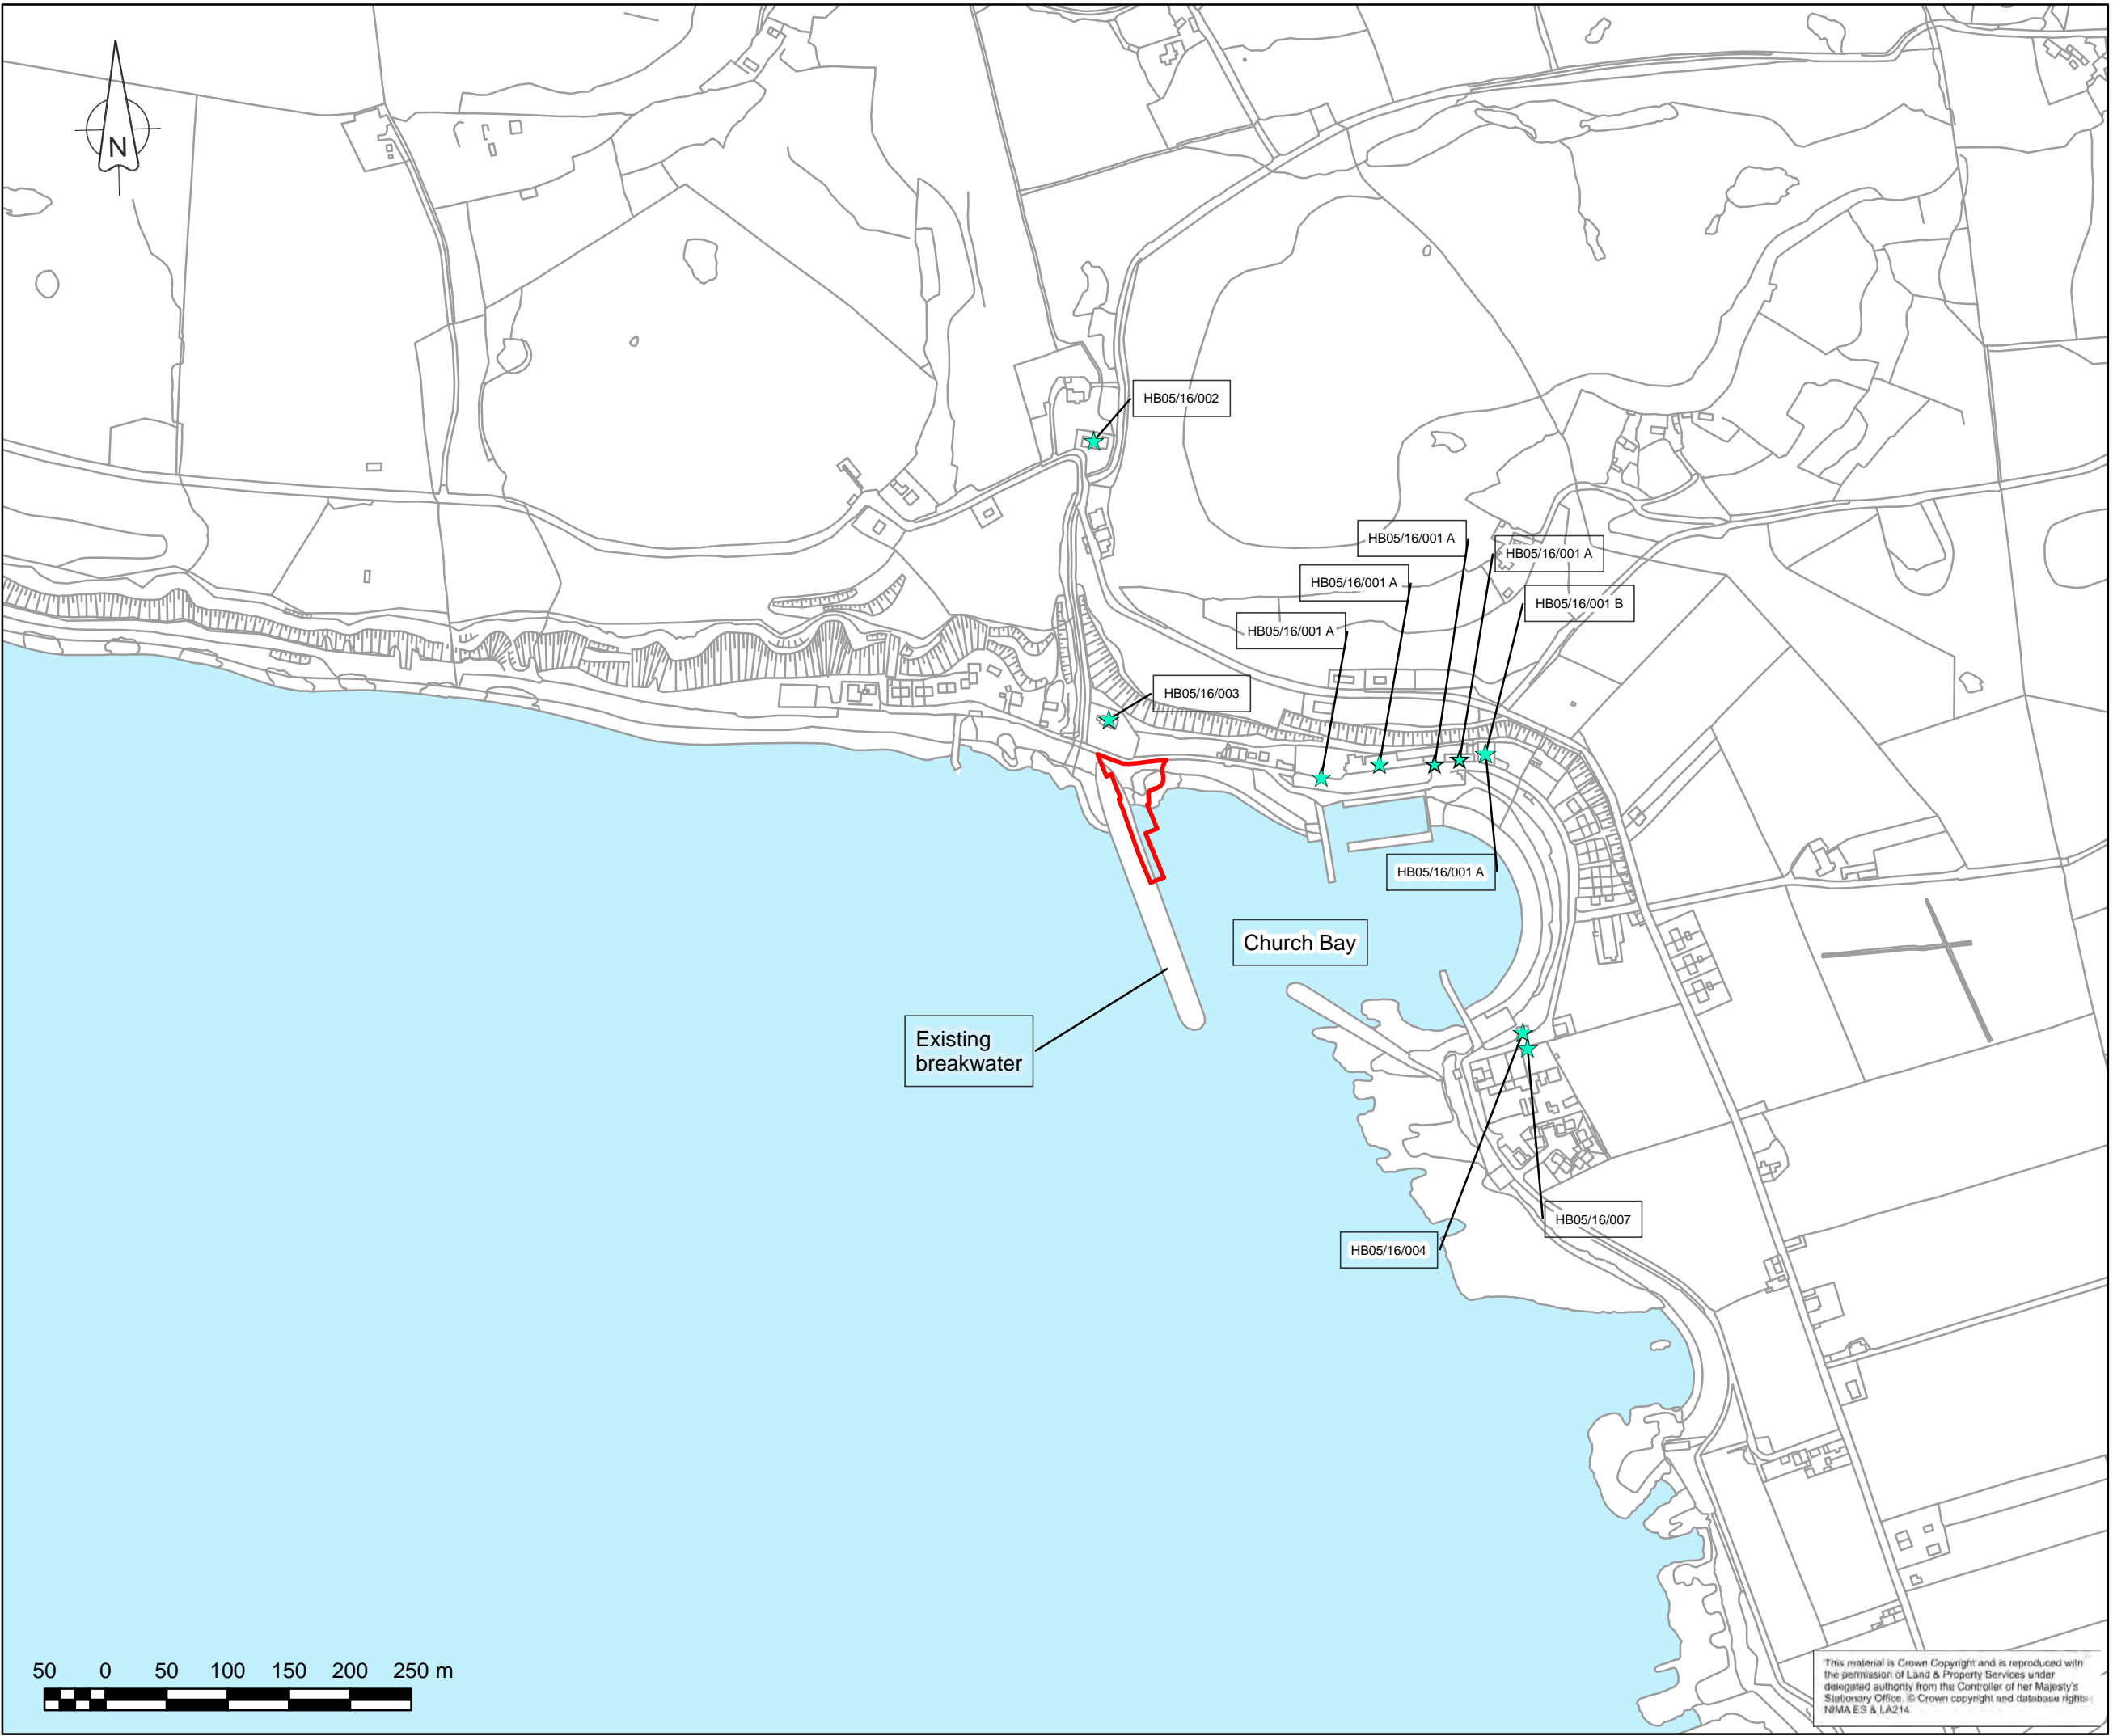 N
HB05/16/002
HB05/16/001 A
HB05/16/001 A
HB05/16/001 A
HB05/16/001 B
HB05/16/001 A
HB05/16/003
HB05/16/001 A
Church Bay
Existing
breakwater
HB05/16/007
HB05/16/004
50 0 50 100 150 200 250 m
This material is Crown Copyright and is reproduced with
the permission of Land & Property Services under
delegated authority from the Controller of her Majesty's
Stationary Office. © Crown copyright and database rights
NIMA ES & LA214